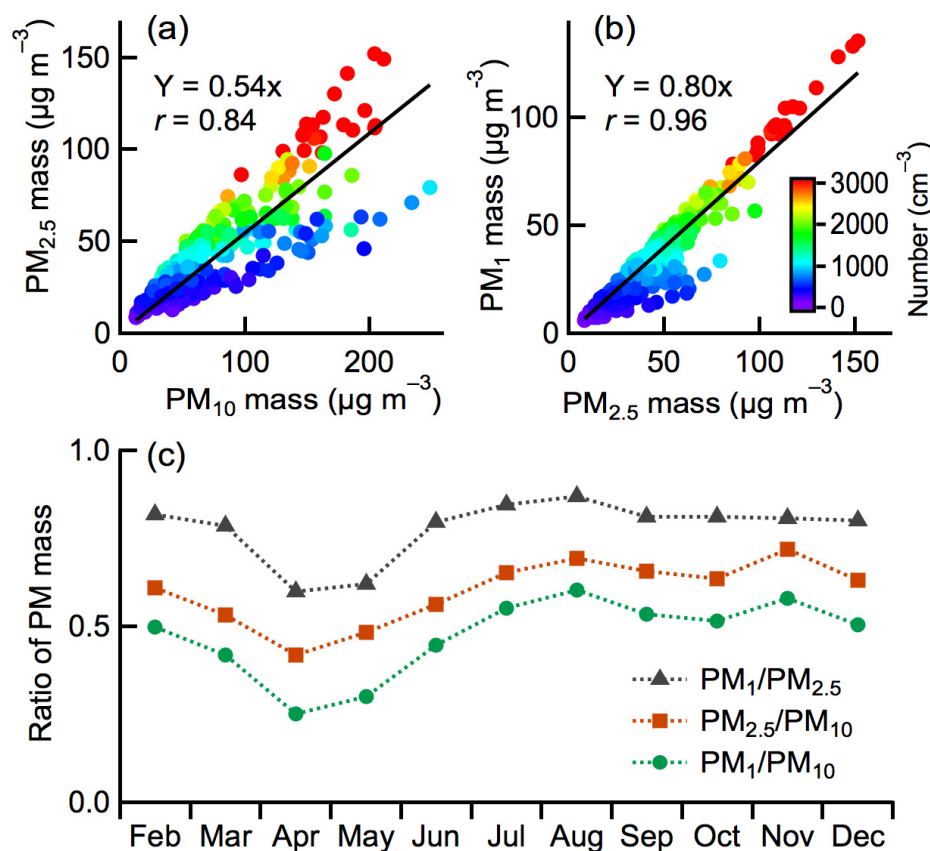 (a)
Y = 0.54x
r = 0.84
PM2.5 mass (µg m–3)
150
100
50
0
0
100
200
PM10 mass (µg m–3)
(b)
Y = 0.80x
r = 0.96
PM1 mass (µg m-3)
100
50
0
0
50
100
150
PM2.5 mass (µg m–3)
3000
2000
1000
0
Number (cm–3)
(c)
Ratio of PM mass
1.0
0.5
0.0
PM1/PM2.5
PM2.5/PM10
PM1/PM10
Feb Mar Apr May Jun Jul Aug Sep Oct Nov Dec